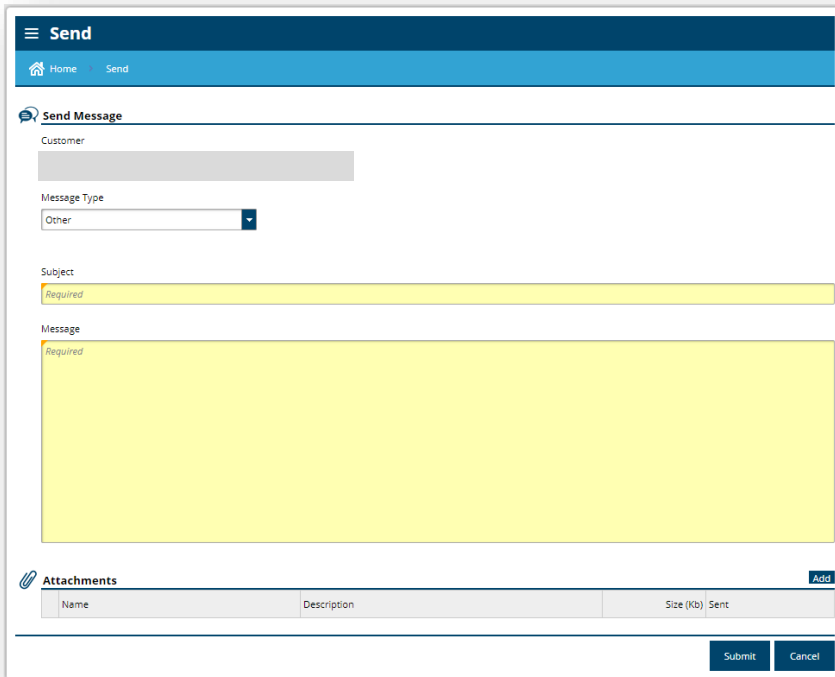 Send
Home Send
Send Message
Customer
Message Type
Other
Subject
Required
Message
Required
Attachments Add
Name Description Size (Kb) Sent
Submit Cancel